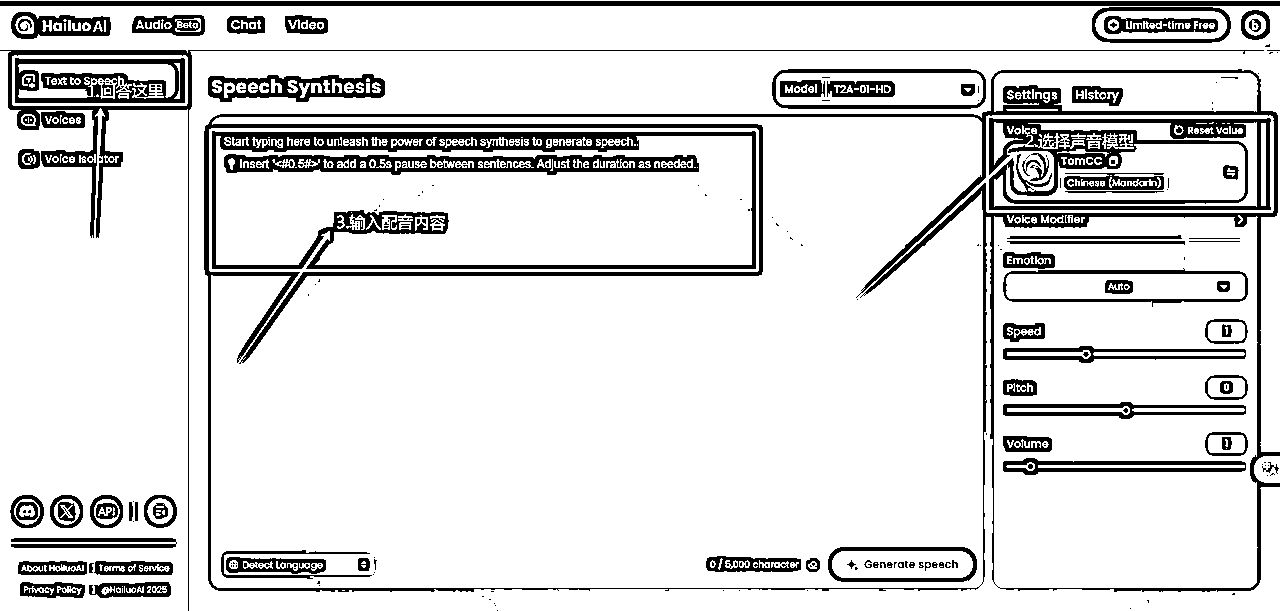 Hailuo AI
Audio Beta
Chat
Video
Limited-time Free
Text to Speech
1.回答这里
Voices
Voice Isolator
Speech Synthesis
Model
T2A-01-HD
Start typing here to unleash the power of speech synthesis to generate speech.
Insert '<#0.5#>' to add a 0.5s pause between sentences. Adjust the duration as needed.
3.输入配音内容
Settings
History
Voice
Reset Value
2.选择声音模型
TomCC
Chinese (Mandarin)
Voice Modifier
Emotion
Auto
Speed
1
Pitch
0
Volume
1
API
About HailuoAI
Terms of Service
Privacy Policy
@HailuoAI 2025
Detect Language
0 / 5,000 character
Generate speech